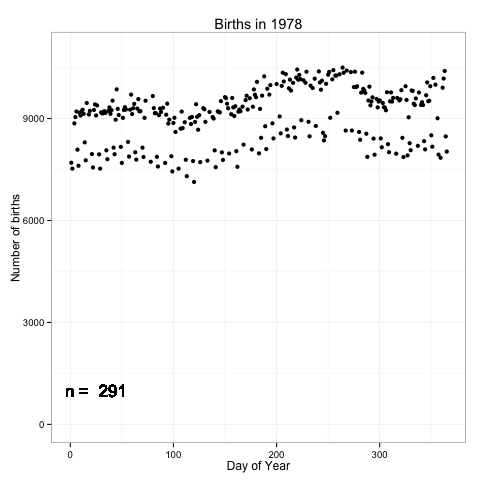 Births in 1978
Number of births
9000
6000
3000
0
n = 291
0 100 200 300
Day of Year